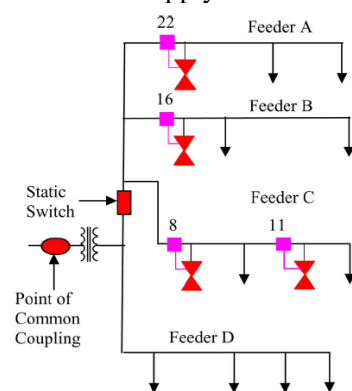 22
Feeder A
16
Feeder B
Static
Switch
Feeder C
8
11
Point of
Common
Coupling
Feeder D